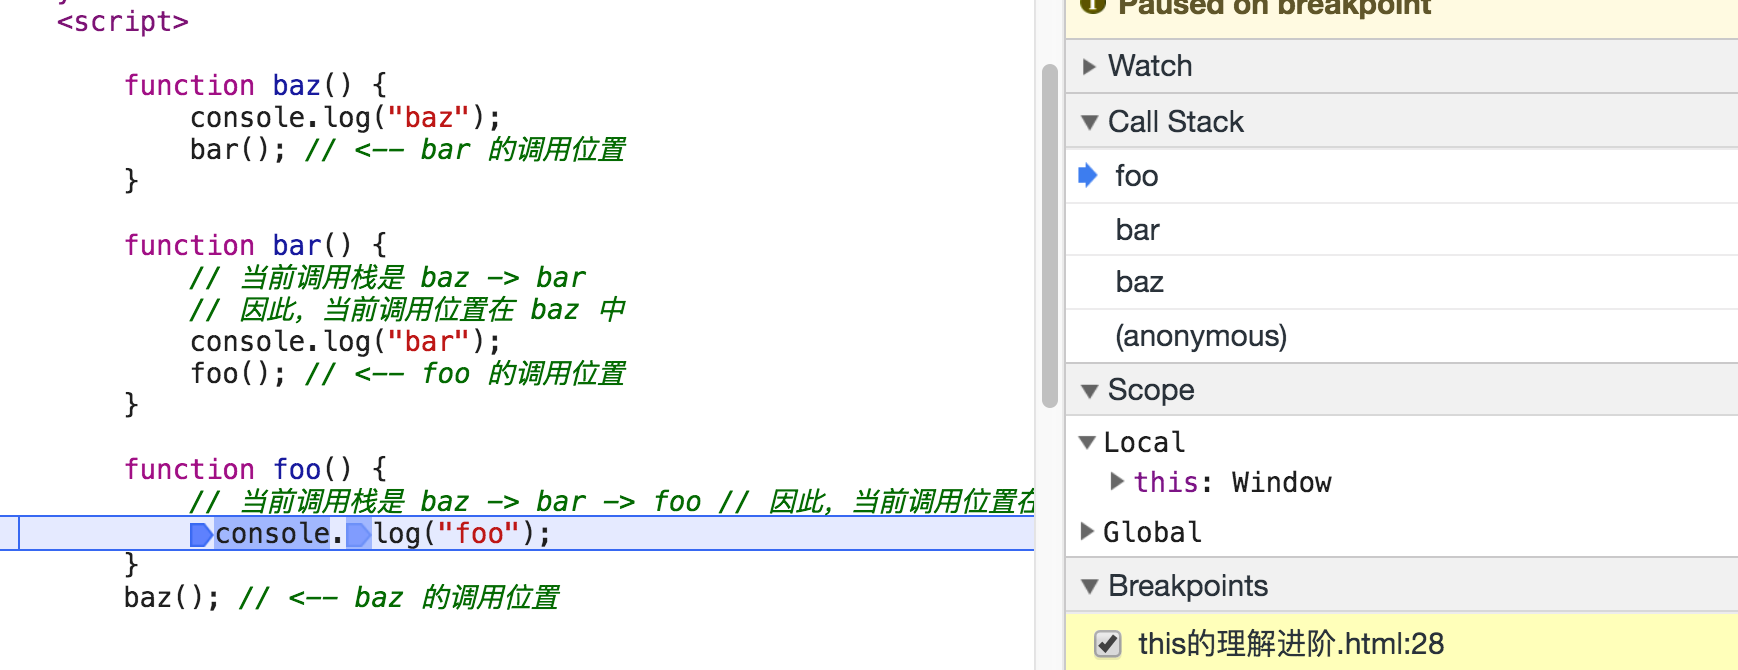 <script>
function baz() {
console.log("baz");
bar(); // <-- bar 的调用位置
}
function bar() {
// 当前调用栈是 baz -> bar
// 因此，当前调用位置在 baz 中
console.log("bar");
foo(); // <-- foo 的调用位置
}
function foo() {
// 当前调用栈是 baz -> bar -> foo // 因此，当前调用位置在
console.log("foo");
}
baz(); // <-- baz 的调用位置
Paused on breakpoint
Watch
Call Stack
foo
bar
baz
(anonymous)
Scope
Local
this: Window
Global
Breakpoints
this的理解进阶.html:28